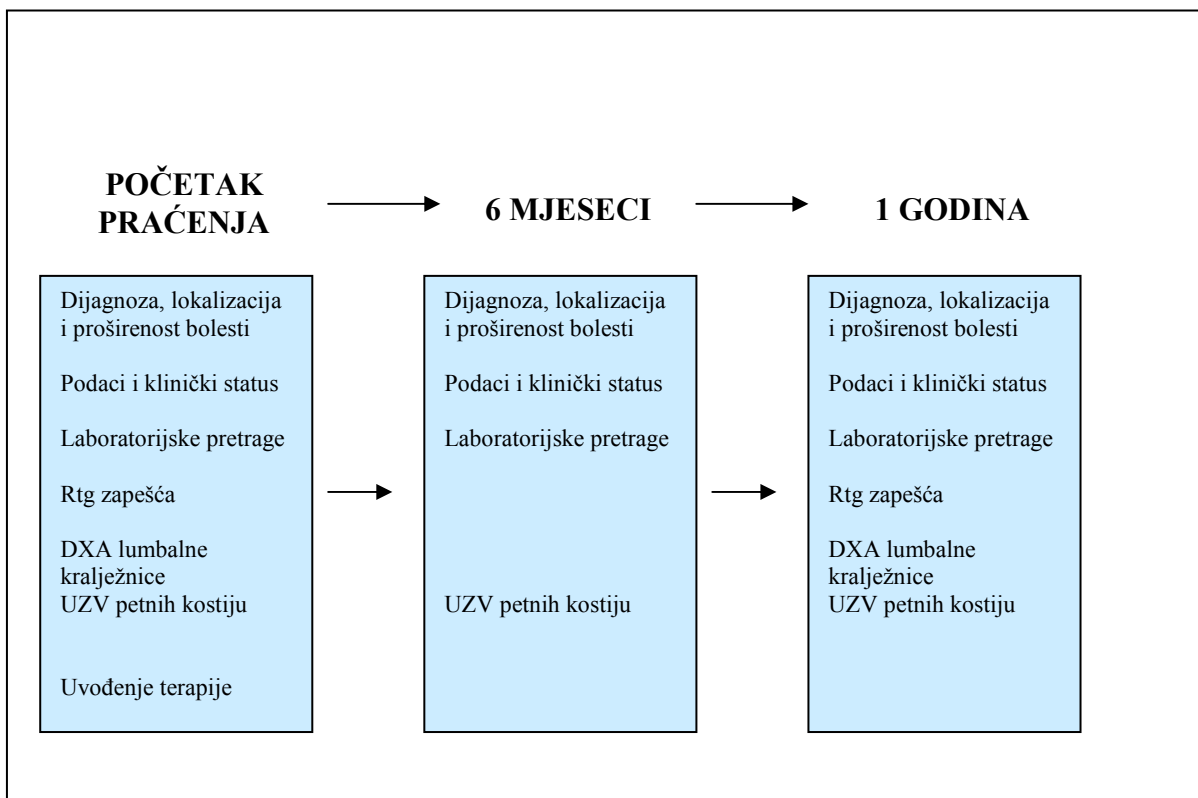 POČETAK
PRAĆENJA
6 MJESECI
1 GODINA
Dijagnoza, lokalizacija
i proširenost bolesti
Podaci i klinički status
Laboratorijske pretrage
Rtg zapešća
DXA lumbalne
kralježnice
UZV petnih kostiju
Uvođenje terapije
Dijagnoza, lokalizacija
i proširenost bolesti
Podaci i klinički status
Laboratorijske pretrage
UZV petnih kostiju
Dijagnoza, lokalizacija
i proširenost bolesti
Podaci i klinički status
Laboratorijske pretrage
Rtg zapešća
DXA lumbalne
kralježnice
UZV petnih kostiju